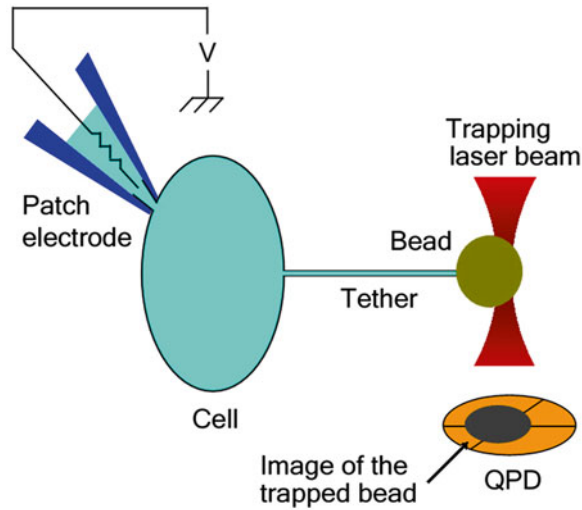 V
Trapping
laser beam
Patch
electrode
Bead
Tether
Cell
Image of the
trapped bead
QPD